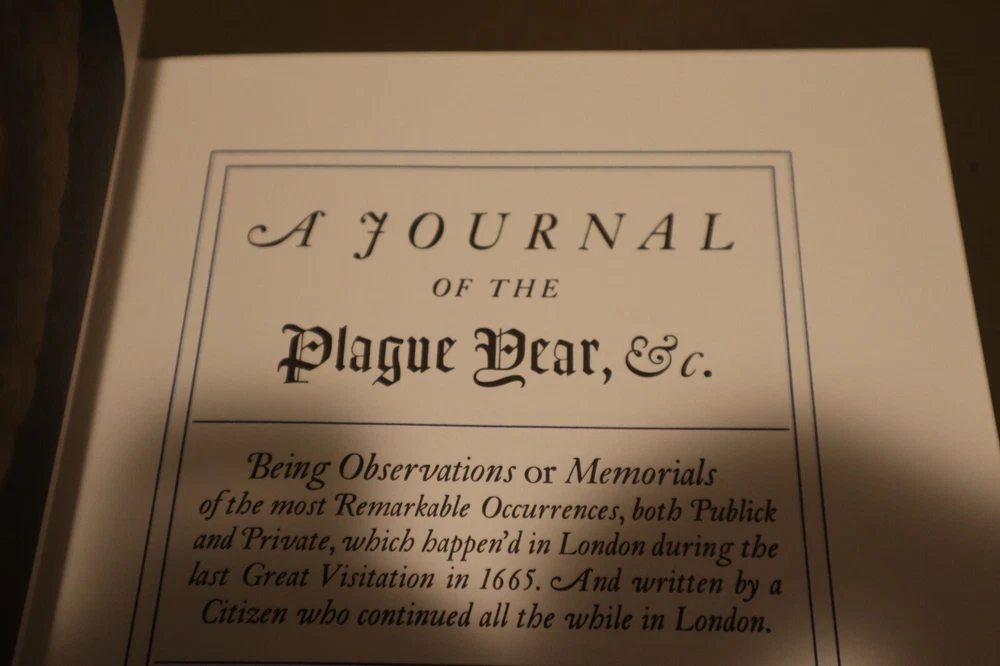 A JOURNAL
OF THE
Plague Year, &c.
Being Observations or Memorials
of the most Remarkable Occurrences, both Publick
and Private, which happen'd in London during the
last Great Visitation in 1665. And written by a
Citizen who continued all the while in London.